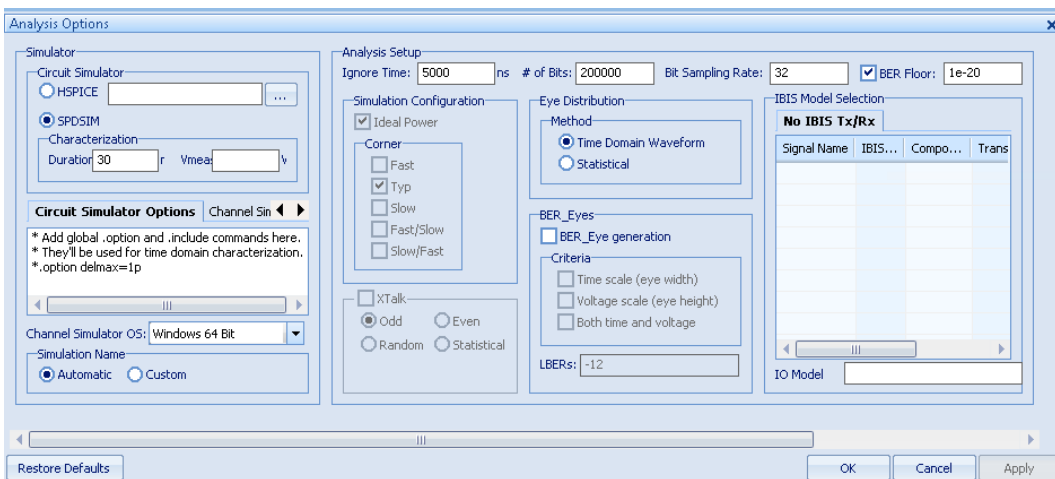 Analysis Options
Simulator
Circuit Simulator
HSPICE
...
SPDSIM
Characterization
Duration 30 Vmeas
Circuit Simulator Options Channel Sin
* Add global .option and .include commands here.
* They'll be used for time domain characterization.
*.option delmax=1p
Channel Simulator OS: Windows 64 Bit
Simulation Name
Automatic Custom
Analysis Setup
Ignore Time: 5000 ns # of Bits: 200000 Bit Sampling Rate: 32 BER Floor: 1e-20
Simulation Configuration
Ideal Power
Corner
Fast
Typ
Slow
Fast/Slow
Slow/Fast
XTalk
Odd Even
Random Statistical
Eye Distribution
Method
Time Domain Waveform
Statistical
BER_Eyes
BER_Eye generation
Criteria
Time scale (eye width)
Voltage scale (eye height)
Both time and voltage
LBERs: -12
IBIS Model Selection
No IBIS Tx/Rx
Signal Name IBIS... Compo... Trans
IO Model
Restore Defaults OK Cancel Apply